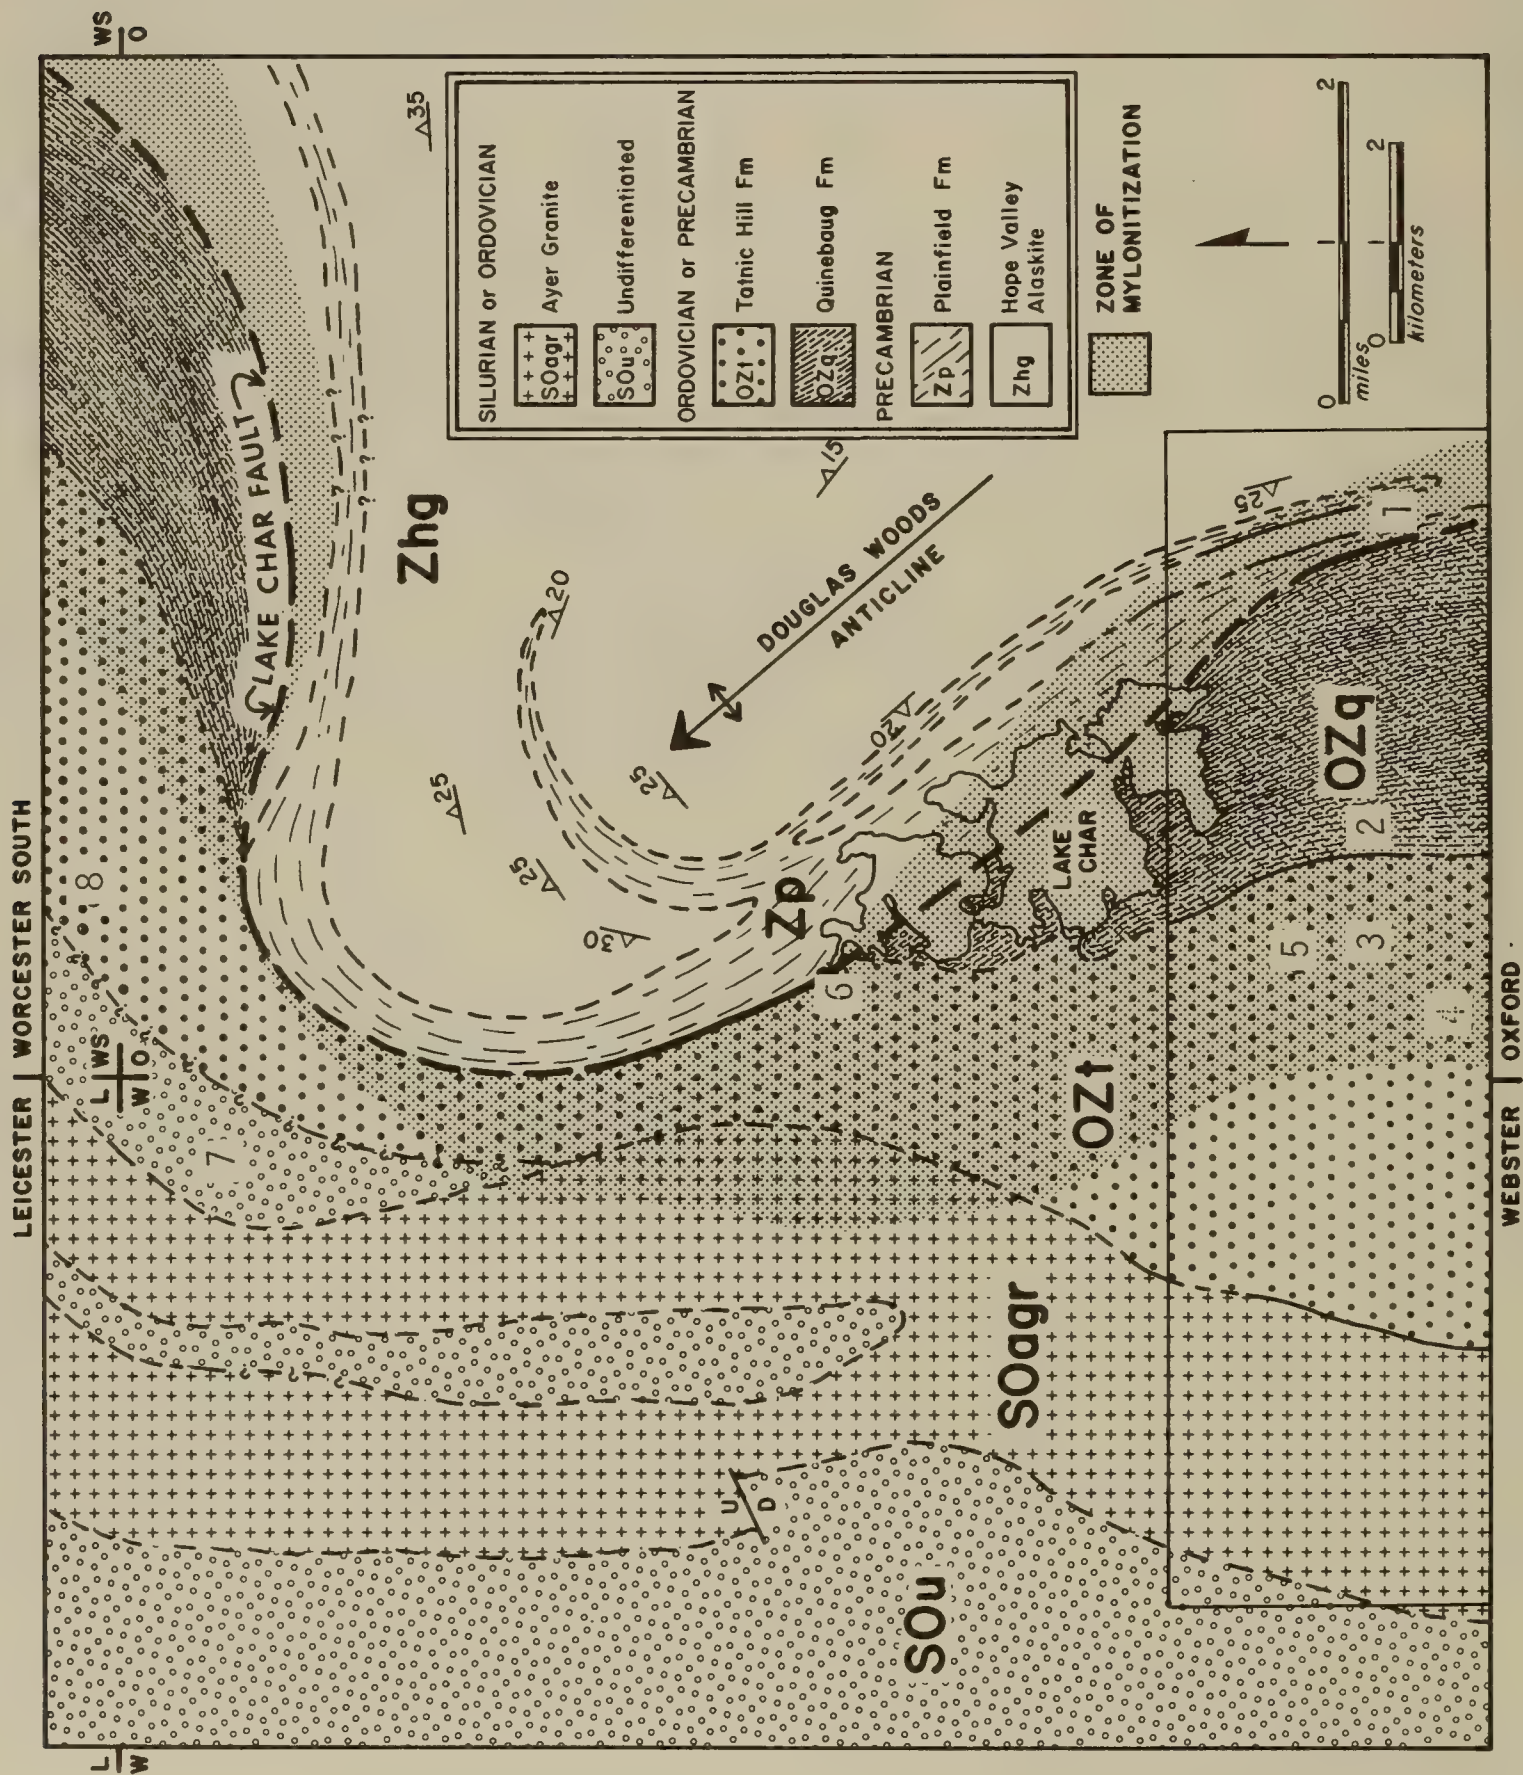 LEICESTER | WORCESTER SOUTH
L
W
L | WS
W | O
WS
O
LAKE CHAR FAULT
8
7
35
Zhg
20
25
25
25
30
20
15
25
DOUGLAS WOODS
ANTICLINE
Zp
6
LAKE
CHAR
OZt
OZq
SOagr
SOu
U
D
1
2
3
4
5
SILURIAN or ORDOVICIAN
SOagr Ayer Granite
SOu Undifferentiated
ORDOVICIAN or PRECAMBRIAN
OZt Tatnic Hill Fm
OZq Quinebaug Fm
PRECAMBRIAN
Zp Plainfield Fm
Zhg Hope Valley
Alaskite
ZONE OF
MYLONITIZATION
0 1 2
miles
0 1 2
kilometers
WEBSTER | OXFORD